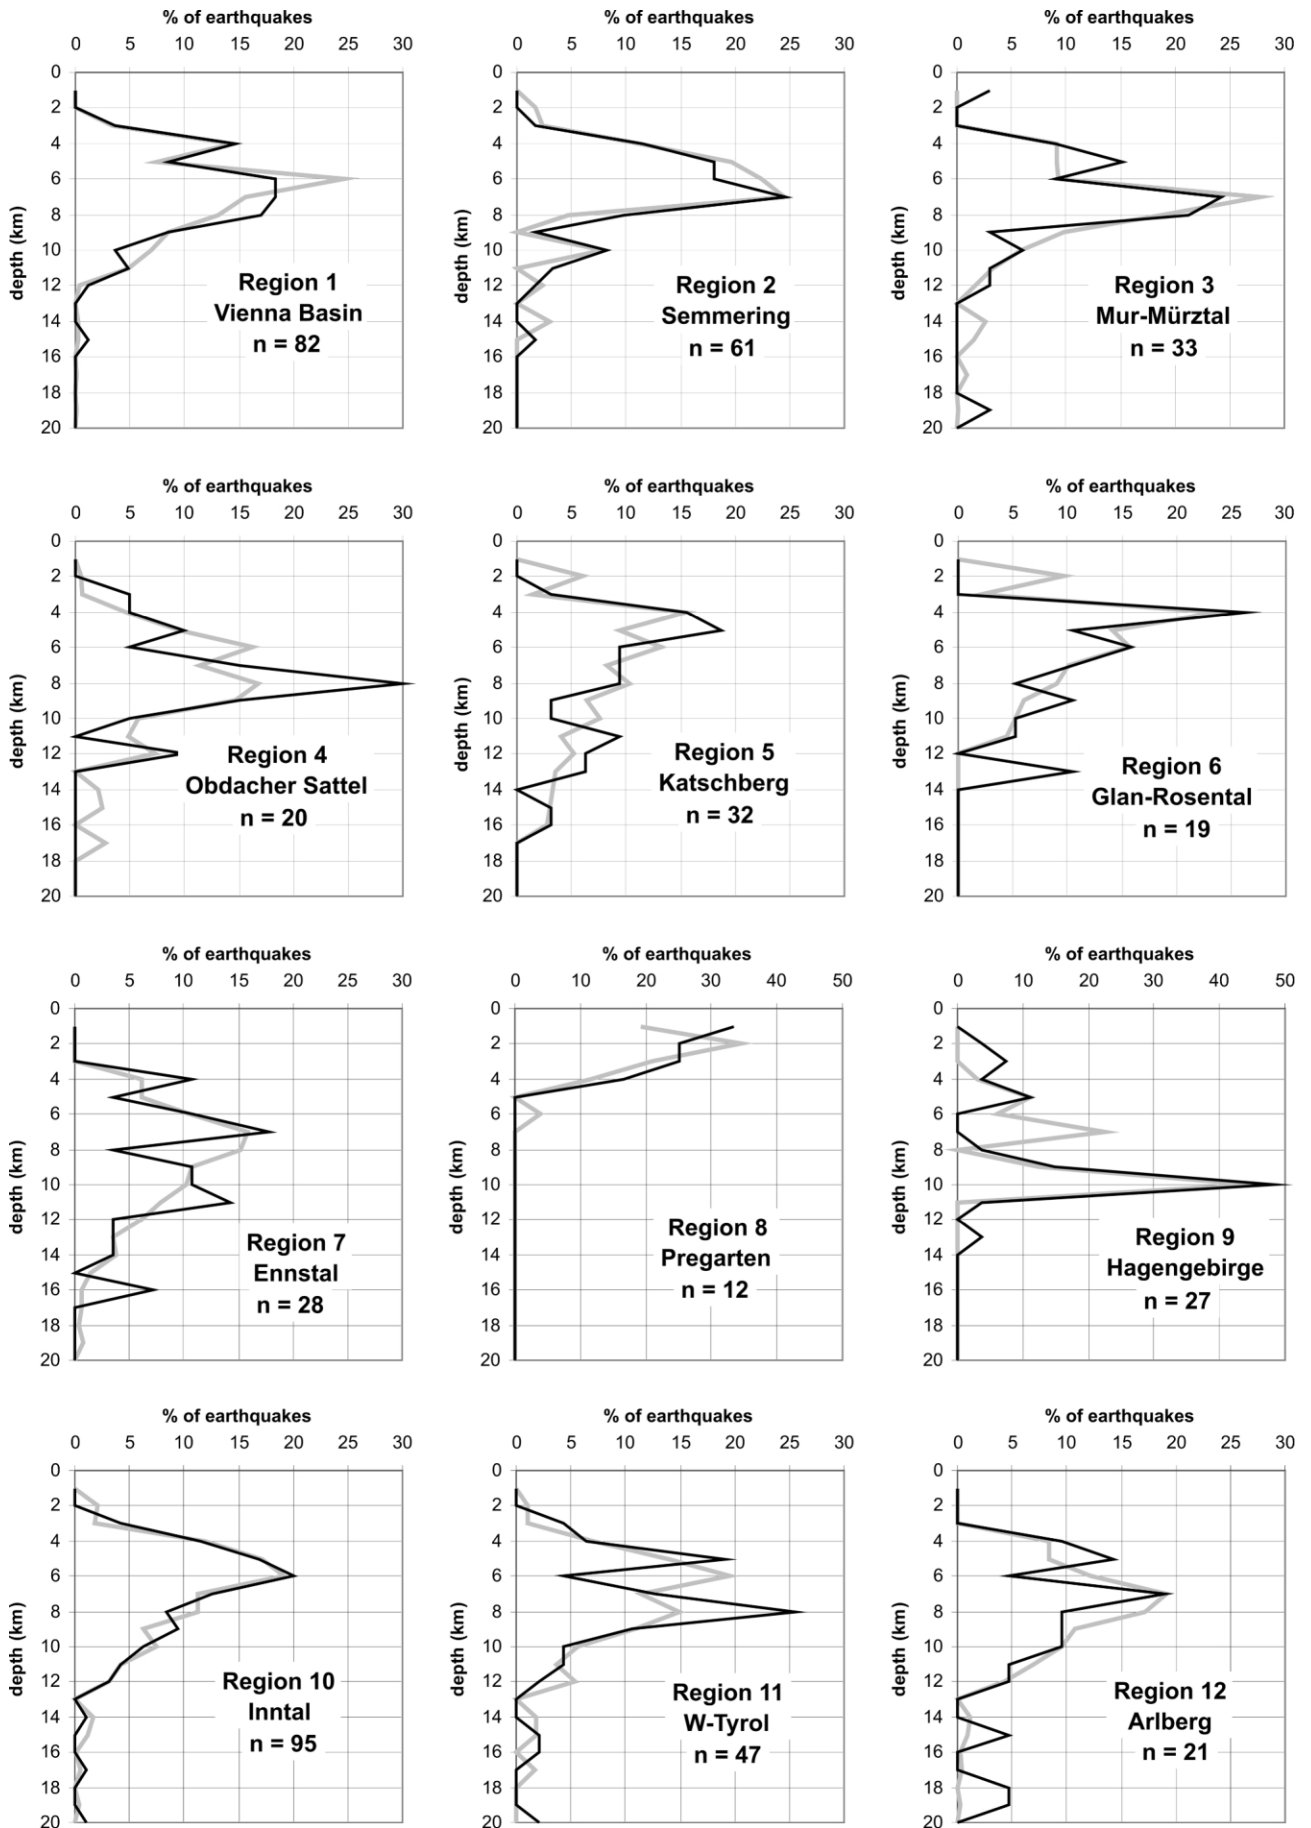 % of earthquakes
0 5 10 15 20 25 30
0
2
4
6
8
10
12
14
16
18
20
depth (km)
Region 1
Vienna Basin
n = 82
% of earthquakes
0 5 10 15 20 25 30
0
2
4
6
8
10
12
14
16
18
20
depth (km)
Region 2
Semmering
n = 61
% of earthquakes
0 5 10 15 20 25 30
0
2
4
6
8
10
12
14
16
18
20
depth (km)
Region 3
Mur-Mürztal
n = 33
% of earthquakes
0 5 10 15 20 25 30
0
2
4
6
8
10
12
14
16
18
20
depth (km)
Region 4
Obdacher Sattel
n = 20
% of earthquakes
0 5 10 15 20 25 30
0
2
4
6
8
10
12
14
16
18
20
depth (km)
Region 5
Katschberg
n = 32
% of earthquakes
0 5 10 15 20 25 30
0
2
4
6
8
10
12
14
16
18
20
depth (km)
Region 6
Glan-Rosental
n = 19
% of earthquakes
0 5 10 15 20 25 30
0
2
4
6
8
10
12
14
16
18
20
depth (km)
Region 7
Ennstal
n = 28
% of earthquakes
0 10 20 30 40 50
0
2
4
6
8
10
12
14
16
18
20
depth (km)
Region 8
Pregarten
n = 12
% of earthquakes
0 10 20 30 40 50
0
2
4
6
8
10
12
14
16
18
20
depth (km)
Region 9
Hagengebirge
n = 27
% of earthquakes
0 5 10 15 20 25 30
0
2
4
6
8
10
12
14
16
18
20
depth (km)
Region 10
Inntal
n = 95
% of earthquakes
0 5 10 15 20 25 30
0
2
4
6
8
10
12
14
16
18
20
depth (km)
Region 11
W-Tyrol
n = 47
% of earthquakes
0 5 10 15 20 25 30
0
2
4
6
8
10
12
14
16
18
20
depth (km)
Region 12
Arlberg
n = 21